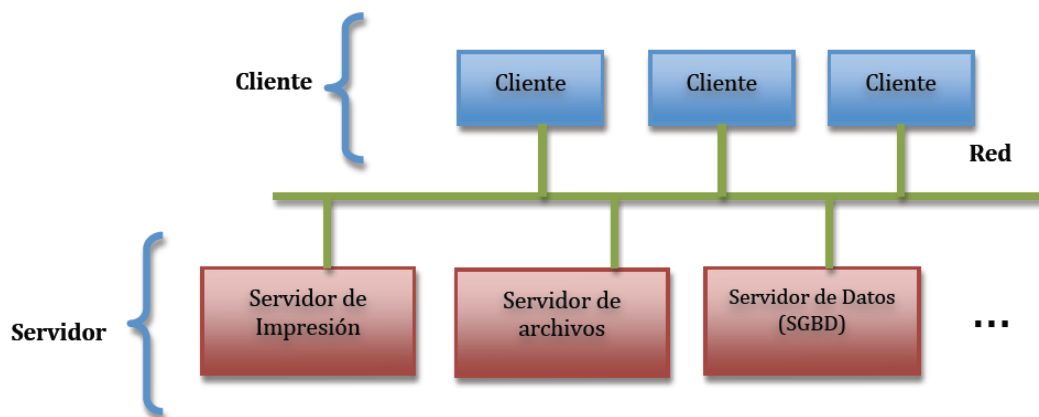 Cliente
Cliente
Cliente
Cliente
Red
Servidor
Servidor de
Impresión
Servidor de
archivos
Servidor de Datos
(SGBD)
...